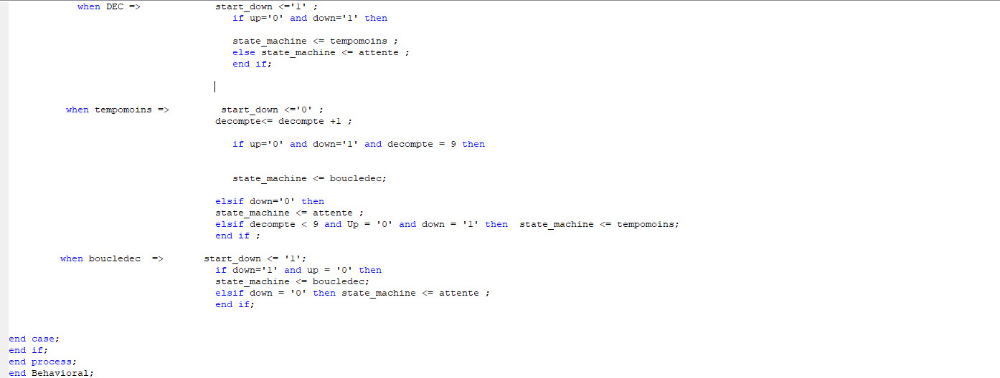 when DEC => start_down <='1' ;
if up='0' and down='1' then
state_machine <= tempomoins ;
else state_machine <= attente ;
end if;
when tempomoins => start_down <='0' ;
decompte<= decompte +1 ;
if up='0' and down='1' and decompte = 9 then
state_machine <= boucledec;
elsif down='0' then
state_machine <= attente ;
elsif decompte < 9 and Up = '0' and down = '1' then state_machine <= tempomoins;
end if ;
when boucledec => start_down <= '1';
if down='1' and up = '0' then
state_machine <= boucledec;
elsif down = '0' then state_machine <= attente ;
end if;
end case;
end if;
end process;
end Behavioral;